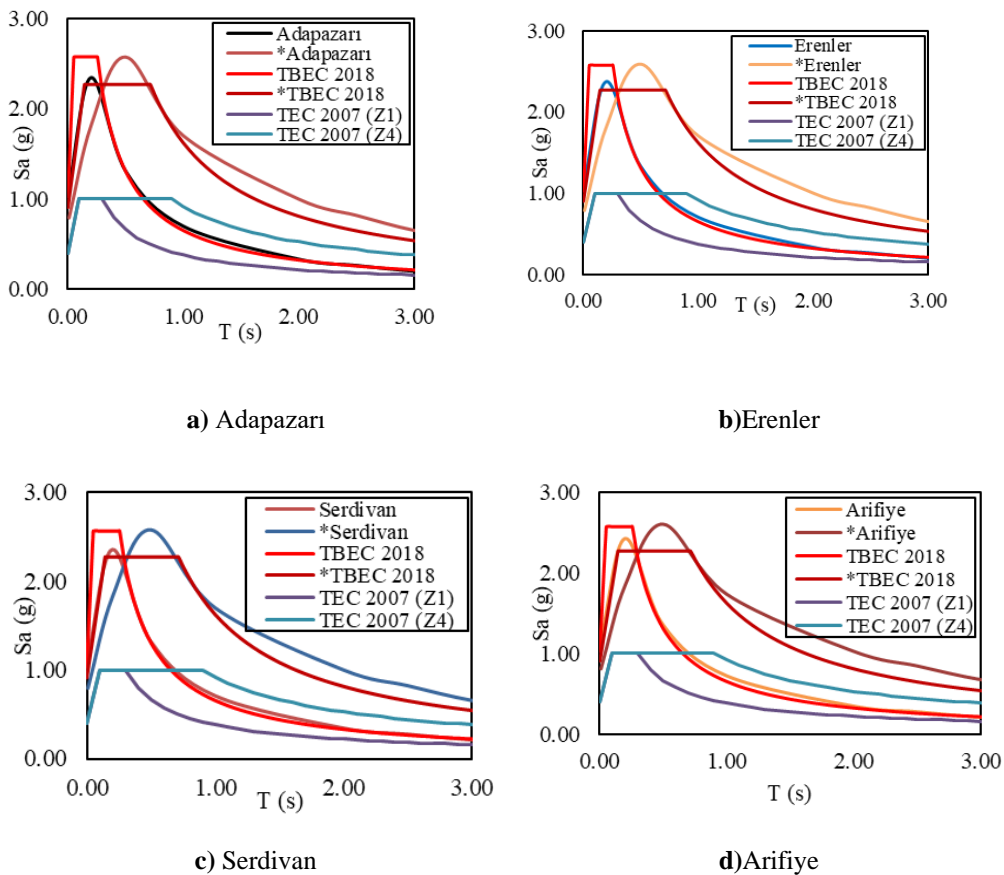 3.00
2.00
1.00
0.00
Sa (g)
0.00 1.00 2.00 3.00
T (s)
Adapazarı
*Adapazarı
TBEC 2018
*TBEC 2018
TEC 2007 (Z1)
TEC 2007 (Z4)
a) Adapazarı
3.00
2.00
1.00
0.00
Sa (g)
0.00 1.00 2.00 3.00
T (s)
Erenler
*Erenler
TBEC 2018
*TBEC 2018
TEC 2007 (Z1)
TEC 2007 (Z4)
b)Erenler
3.00
2.00
1.00
0.00
Sa (g)
0.00 1.00 2.00 3.00
T (s)
Serdivan
*Serdivan
TBEC 2018
*TBEC 2018
TEC 2007 (Z1)
TEC 2007 (Z4)
c) Serdivan
3.00
2.00
1.00
0.00
Sa (g)
0.00 1.00 2.00 3.00
T (s)
Arifiye
*Arifiye
TBEC 2018
*TBEC 2018
TEC 2007 (Z1)
TEC 2007 (Z4)
d)Arifiye